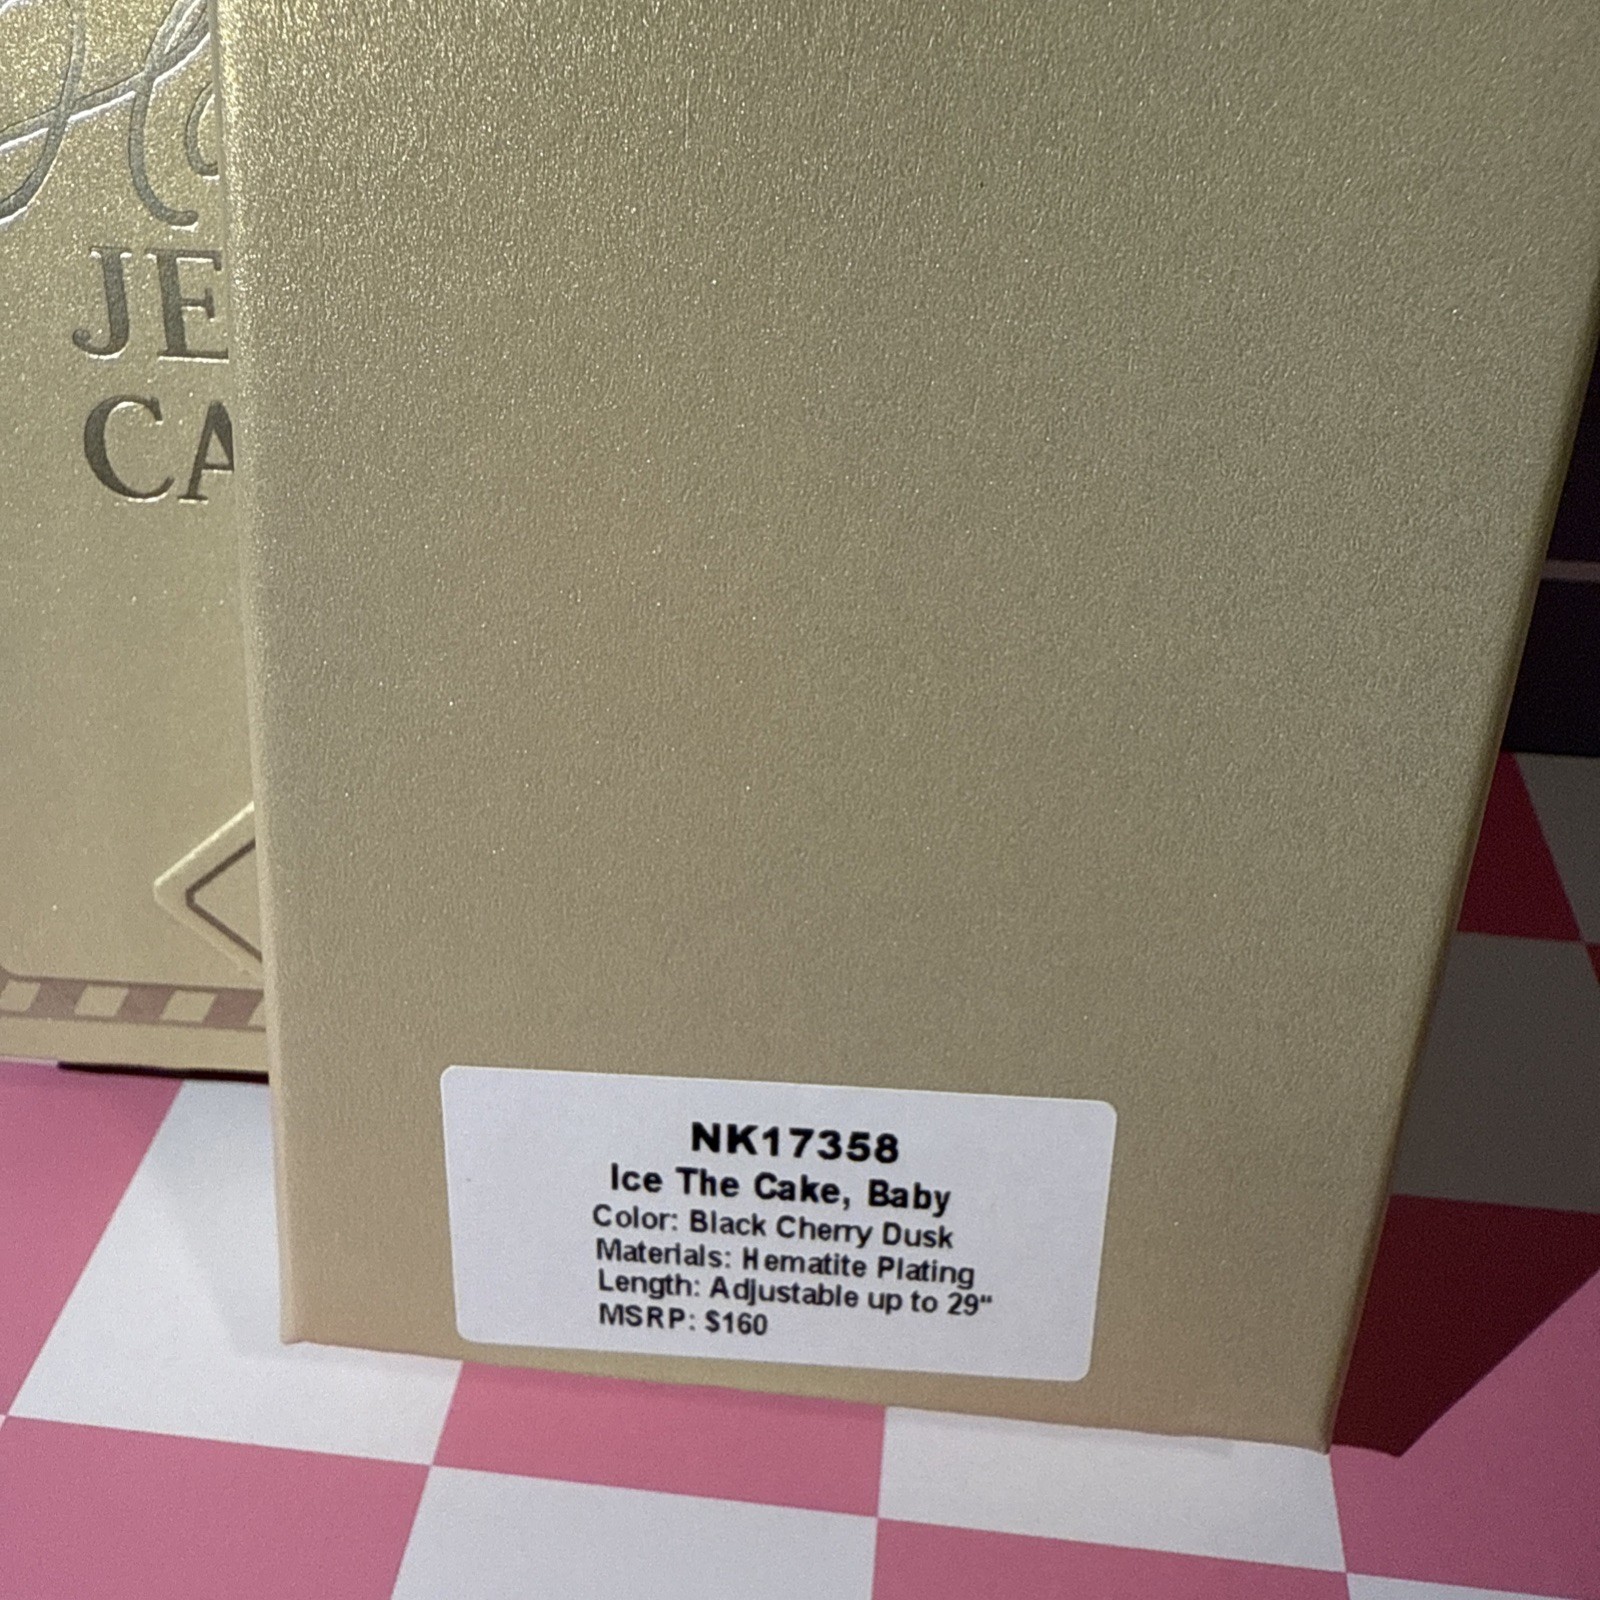 JE
CA
NK17358
Ice The Cake, Baby
Color: Black Cherry Dusk
Materials: Hematite Plating
Length: Adjustable up to 29"
MSRP: $160